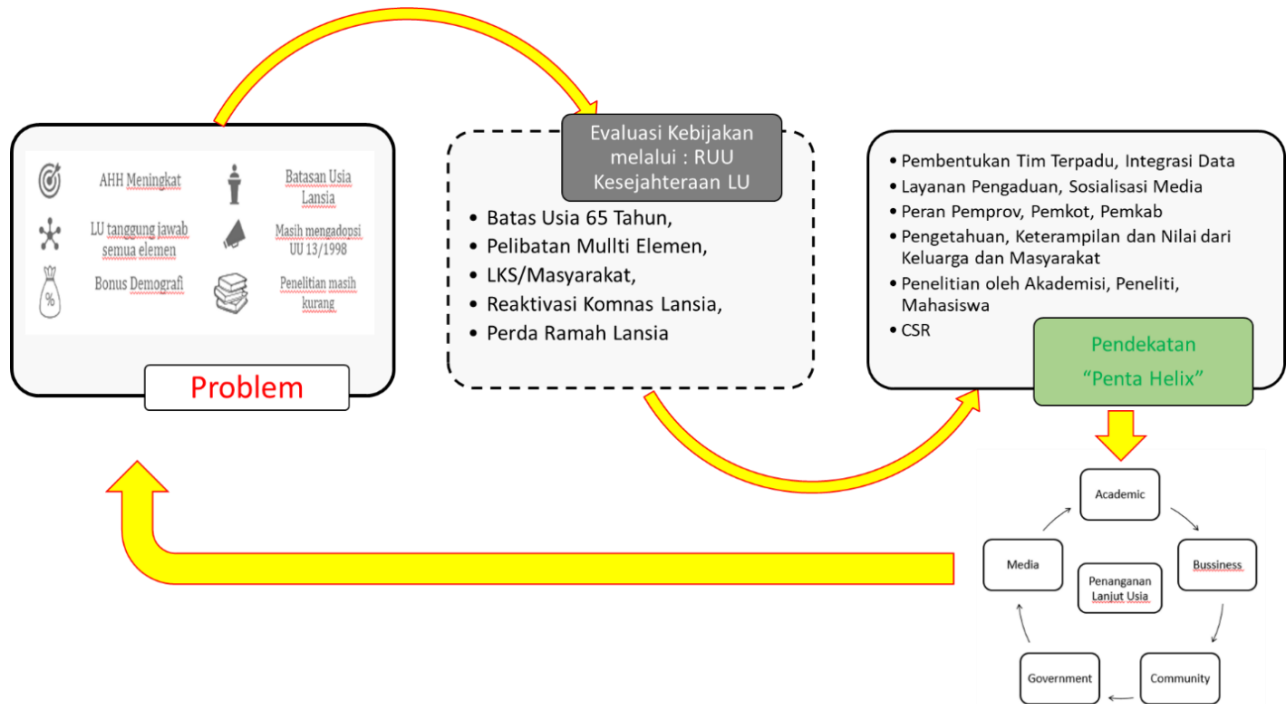 AHH Meningkat
Batasan Usia
Lansia
LU tanggung jawab
semua elemen
Masih mengadopsi
UU 13/1998
Bonus Demografi
Penelitian masih
kurang
%
Problem
Evaluasi Kebijakan
melalui : RUU
Kesejahteraan LU
• Batas Usia 65 Tahun,
• Pelibatan Mullti Elemen,
• LKS/Masyarakat,
• Reaktivasi Komnas Lansia,
• Perda Ramah Lansia
• Pembentukan Tim Terpadu, Integrasi Data
• Layanan Pengaduan, Sosialisasi Media
• Peran Pemprov, Pemkot, Pemkab
• Pengetahuan, Keterampilan dan Nilai dari
Keluarga dan Masyarakat
• Penelitian oleh Akademisi, Peneliti,
Mahasiswa
• CSR
Pendekatan
“Penta Helix”
Academic
Media
Bussiness
Penanganan
Lanjut Usia
Government
Community